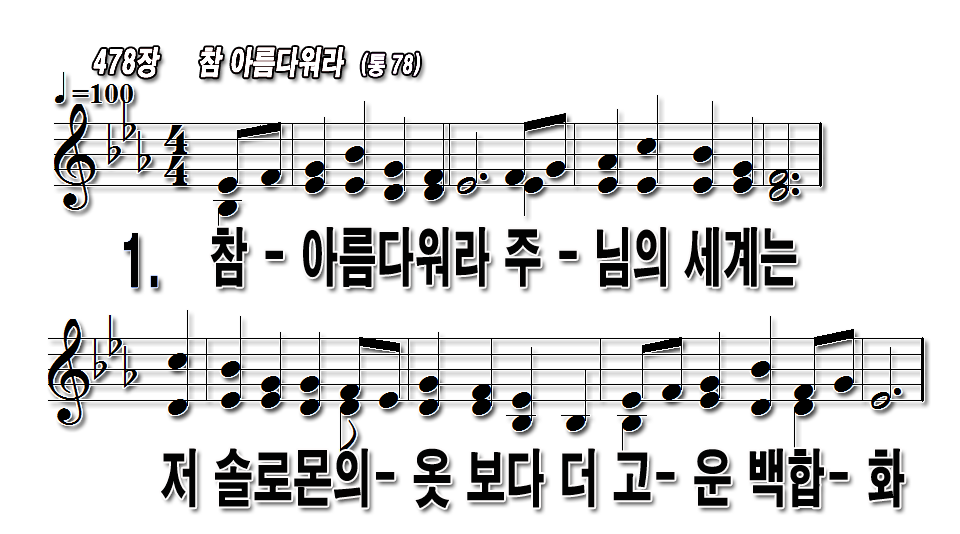 478장 참 아름다워라 (통 78)
♩=100
4
4
1. 참 - 아름다워라 주 - 님의 세계는
저 솔로몬의- 옷 보다 더 고- 운 백합- 화